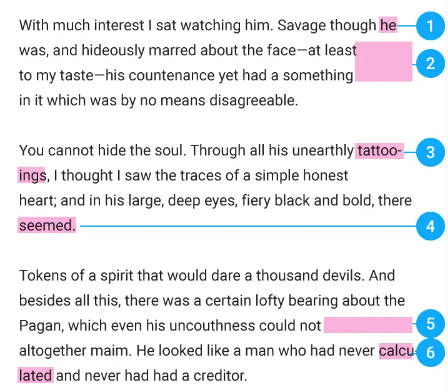 With much interest I sat watching him. Savage though he 1
was, and hideously marred about the face—at least
2
to my taste—his countenance yet had a something
in it which was by no means disagreeable.
You cannot hide the soul. Through all his unearthly tattoo- 3
ings, I thought I saw the traces of a simple honest
heart; and in his large, deep eyes, fiery black and bold, there
seemed. 4
Tokens of a spirit that would dare a thousand devils. And
besides all this, there was a certain lofty bearing about the
Pagan, which even his uncouthness could not 5
altogether maim. He looked like a man who had never calcu 6
lated and never had had a creditor.